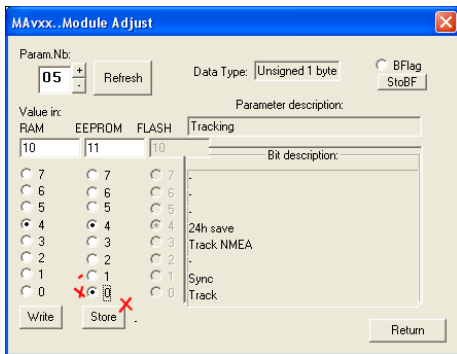 MAvxx..Module Adjust
Param.Nb:
05 + - Refresh
Data Type: Unsigned 1 byte
BFlag
StoBF
Value in:
RAM EEPROM FLASH
10 11 10
Parameter description:
Tracking
Bit description:
7 7 7 -
6 6 6 -
5 5 5 -
4 4 4 24h save
3 3 3 Track NMEA
2 2 2 -
1 1 1 Sync
0 0 0 Track
Write Store -
Return